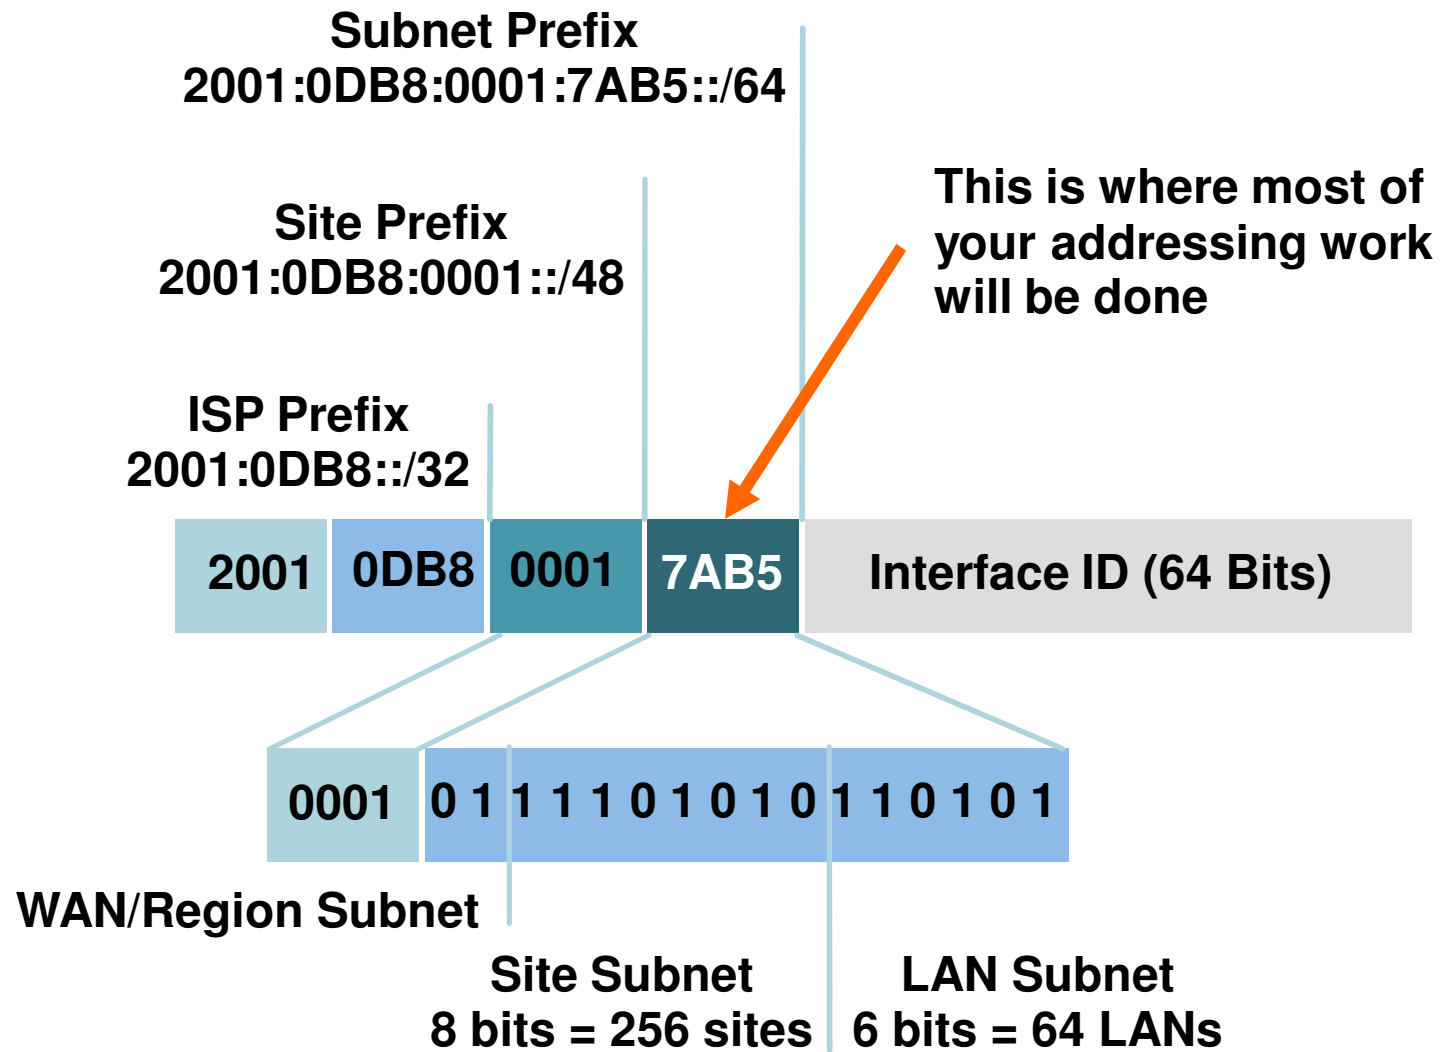 Subnet Prefix
2001:0DB8:0001:7AB5::/64
Site Prefix
2001:0DB8:0001::/48
This is where most of
your addressing work
will be done
ISP Prefix
2001:0DB8::/32
2001 0DB8 0001 7AB5 Interface ID (64 Bits)
0001 0 1 1 1 1 0 1 0 1 0 1 1 0 1 0 1
WAN/Region Subnet
Site Subnet
8 bits = 256 sites
LAN Subnet
6 bits = 64 LANs